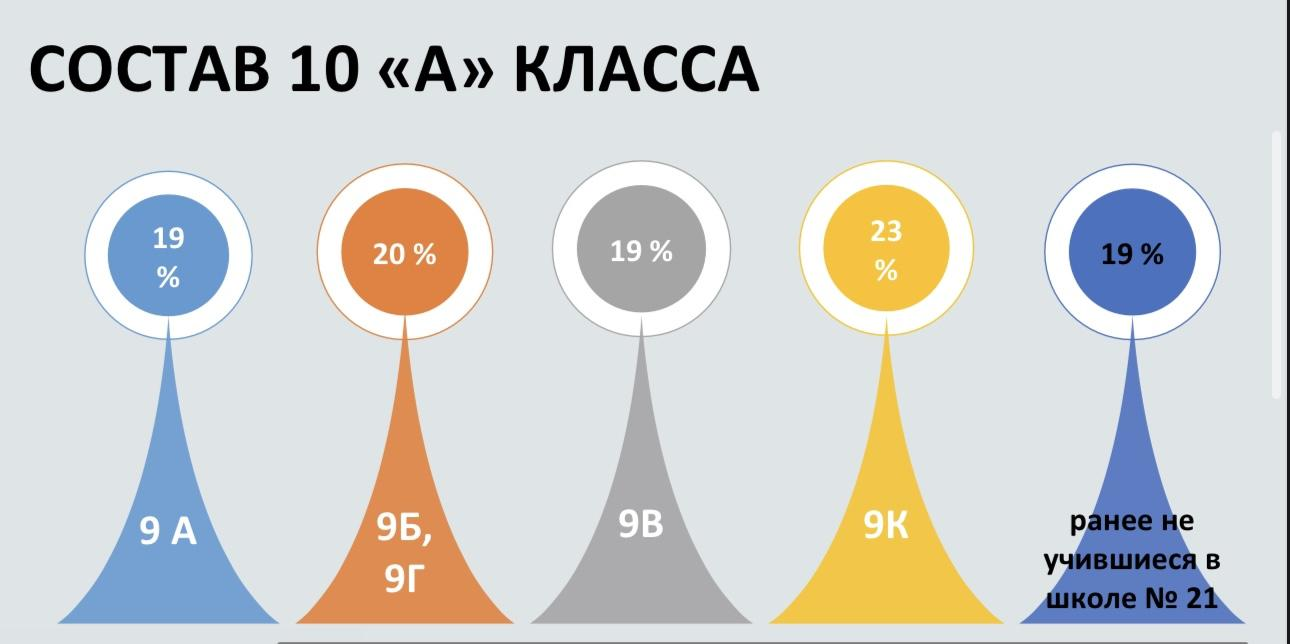 СОСТАВ 10 «А» КЛАССА
19
%
20 %
19 %
23
%
19 %
9 А
9Б,
9Г
9В
9К
ранее не
учившиеся в
школе № 21